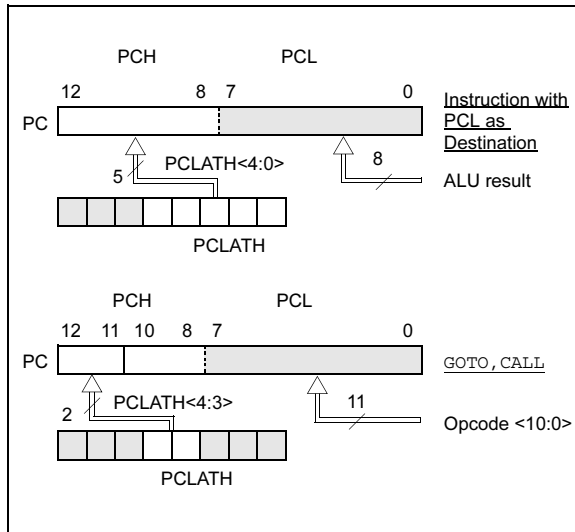 PCH PCL
12 8 7 0
PC
Instruction with
PCL as
Destination
5 PCLATH<4:0> 8
ALU result
PCLATH
PCH PCL
12 11 10 8 7 0
PC
GOTO, CALL
2 PCLATH<4:3> 11
Opcode <10:0>
PCLATH